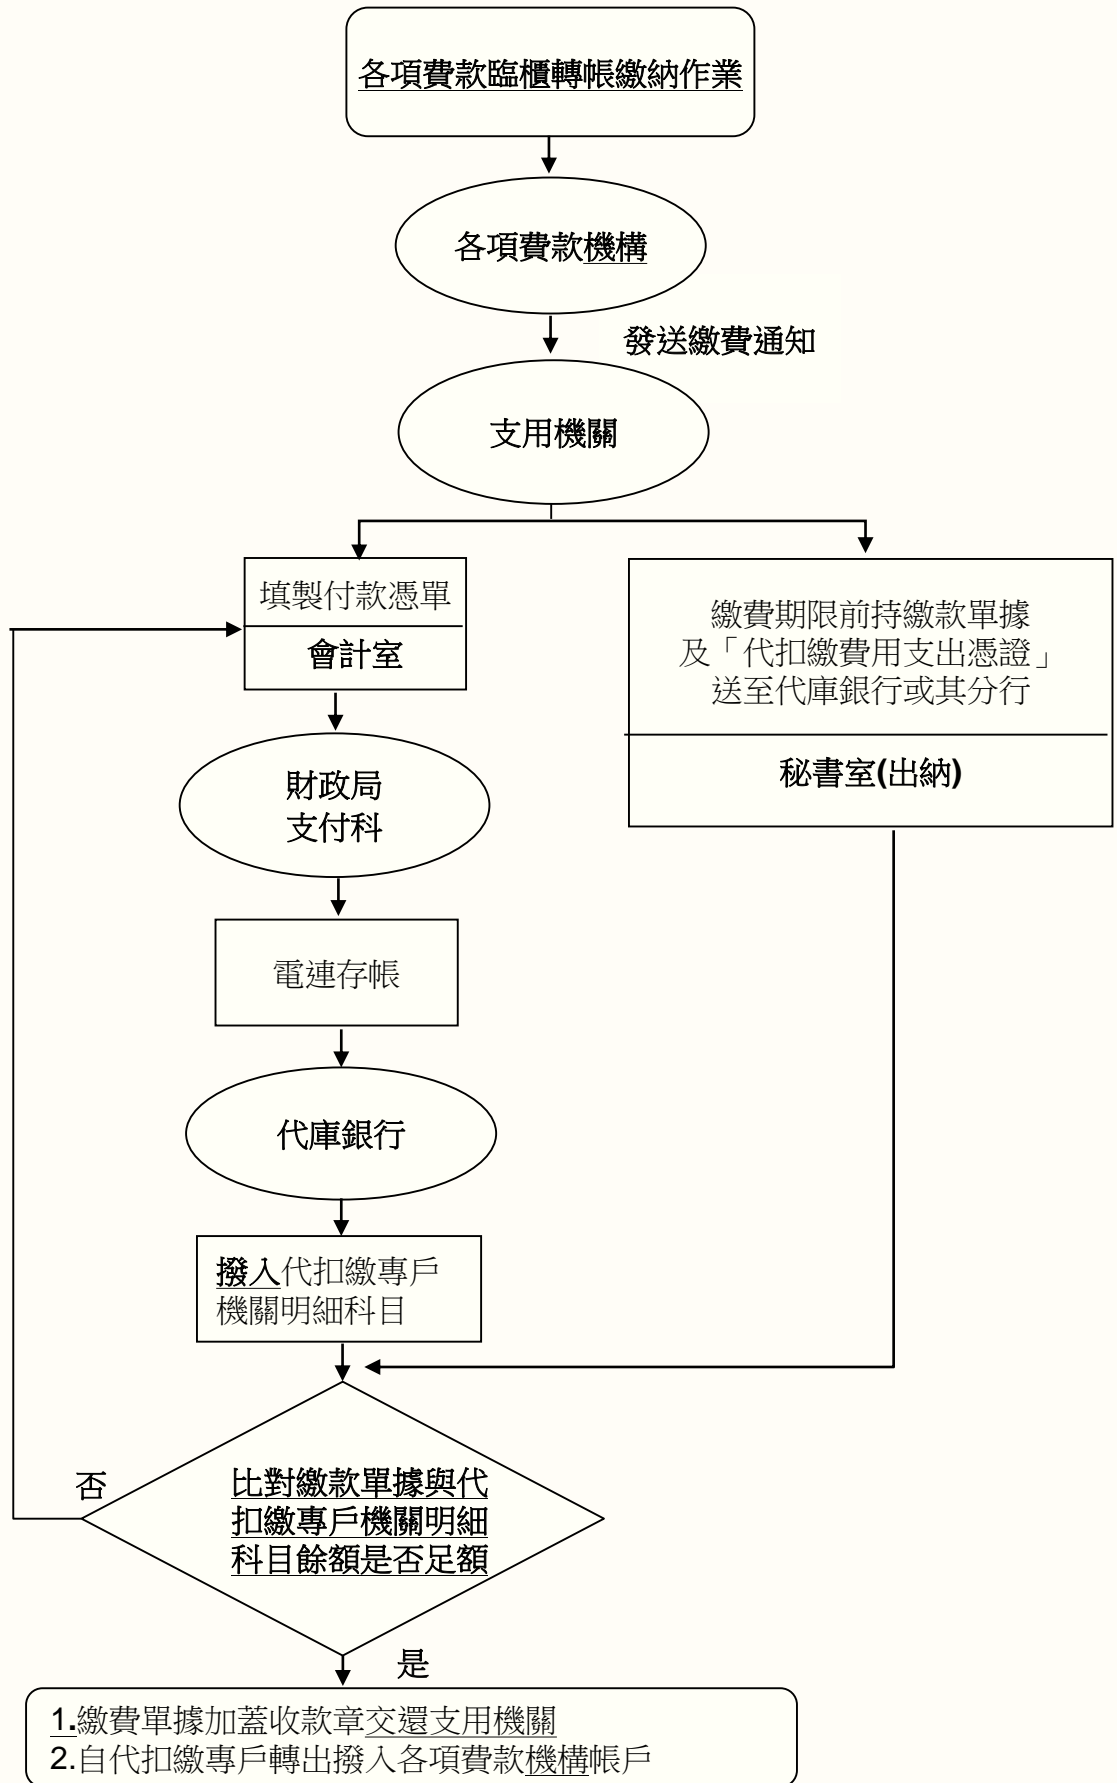 各項費款臨櫃轉帳繳納作業
各項費款機構
發送繳費通知
支用機關
填製付款憑單
會計室
繳費期限前持繳款單據
及「代扣繳費用支出憑證」
送至代庫銀行或其分行
秘書室(出納)
財政局
支付科
電連存帳
代庫銀行
撥入代扣繳專戶
機關明細科目
否
比對繳款單據與代
扣繳專戶機關明細
科目餘額是否足額
是
1.繳費單據加蓋收款章交還支用機關
2.自代扣繳專戶轉出撥入各項費款機構帳戶